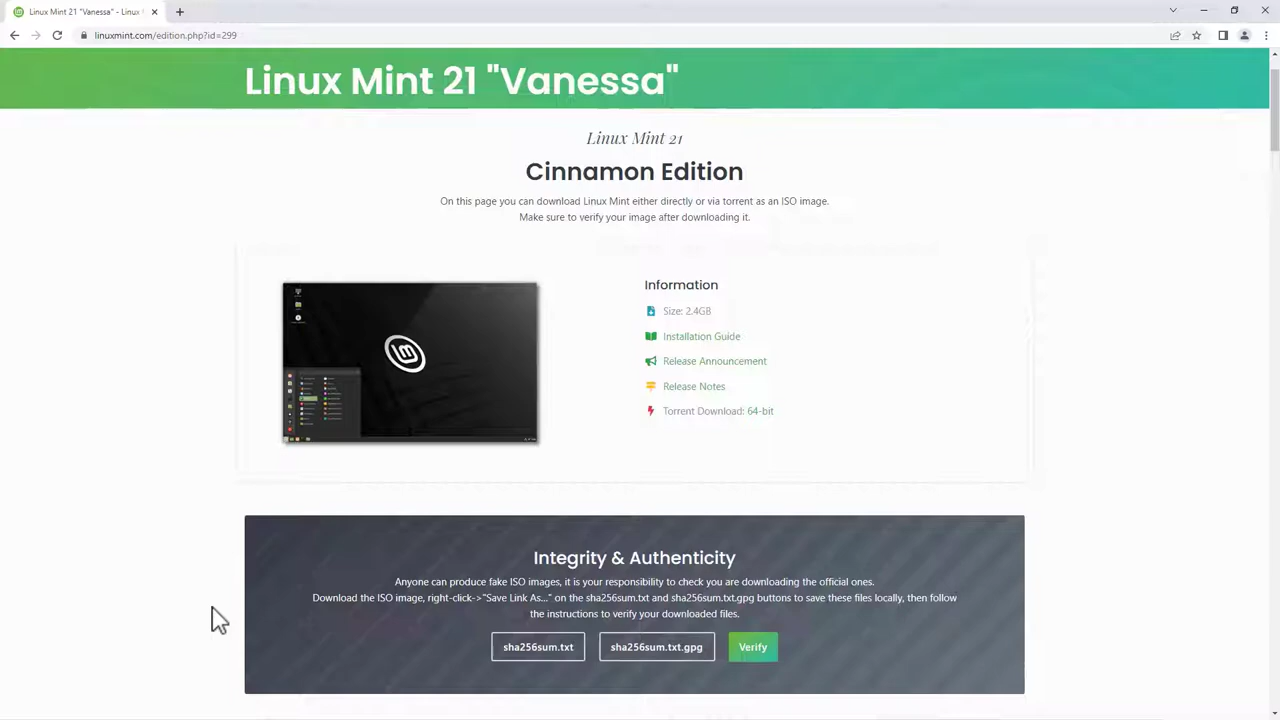 Linux Mint 21 "Vanessa" - Linux
linuxmint.com/edition.php?id=299
Linux Mint 21 "Vanessa"
Linux Mint 21
Cinnamon Edition
On this page you can download Linux Mint either directly or via torrent as an ISO image.
Make sure to verify your image after downloading it.
Information
Size: 2.4GB
Installation Guide
Release Announcement
Release Notes
Torrent Download: 64-bit
Integrity & Authenticity
Anyone can produce fake ISO images, it is your responsibility to check you are downloading the official ones.
Download the ISO image, right-click->"Save Link As..." on the sha256sum.txt and sha256sum.txt.gpg buttons to save these files locally, then follow
the instructions to verify your downloaded files.
sha256sum.txt
sha256sum.txt.gpg
Verify